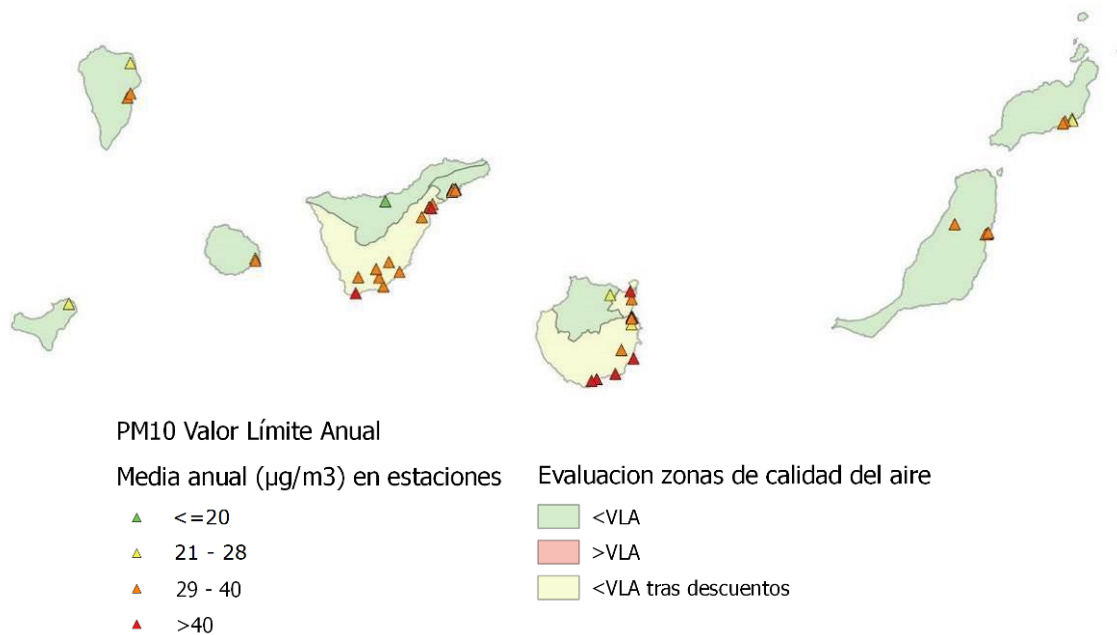 PM10 Valor Límite Anual
Media anual (µg/m3) en estaciones
<=20
21 - 28
29 - 40
>40
Evaluacion zonas de calidad del aire
<VLA
>VLA
<VLA tras descuentos